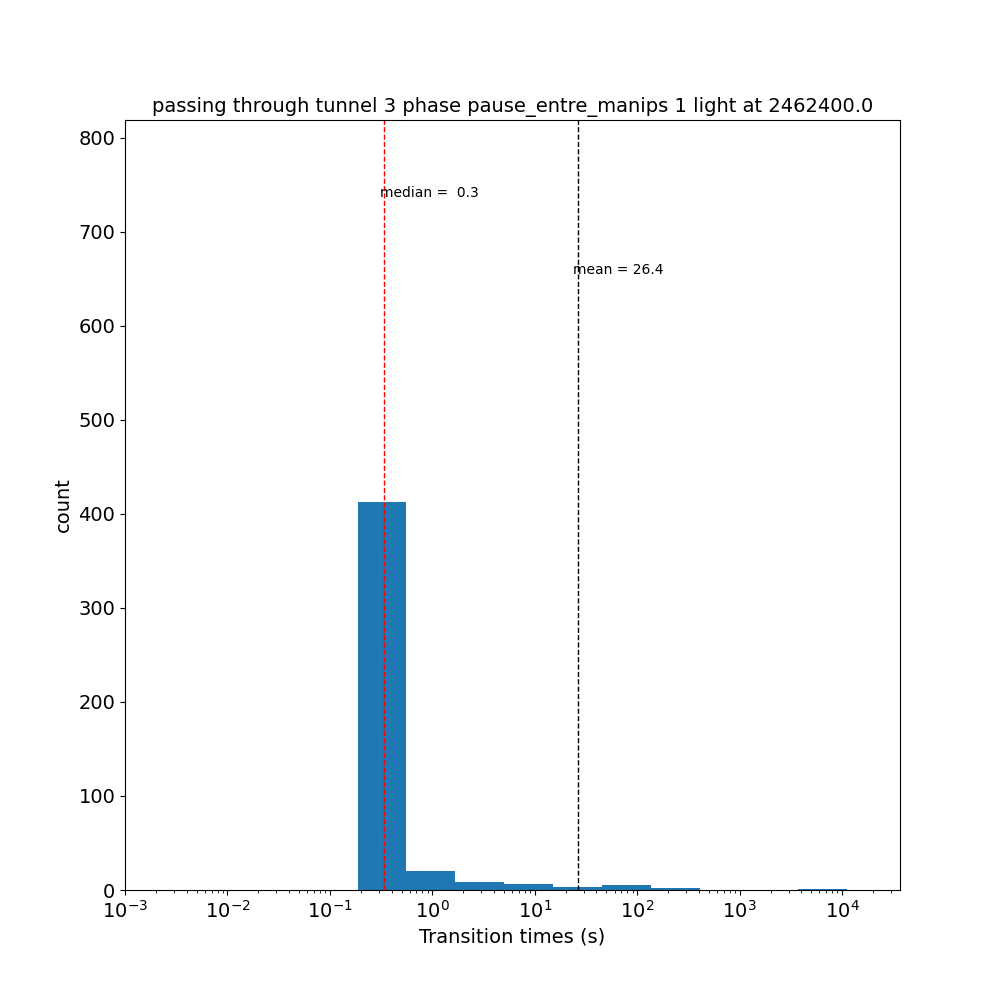 passing through tunnel 3 phase pause_entre_manips 1 light at 2462400.0
800
700
600
500
400
300
200
100
0
count
median =  0.3
mean = 26.4
10⁻³ 10⁻² 10⁻¹ 10⁰ 10¹ 10² 10³ 10⁴
Transition times (s)